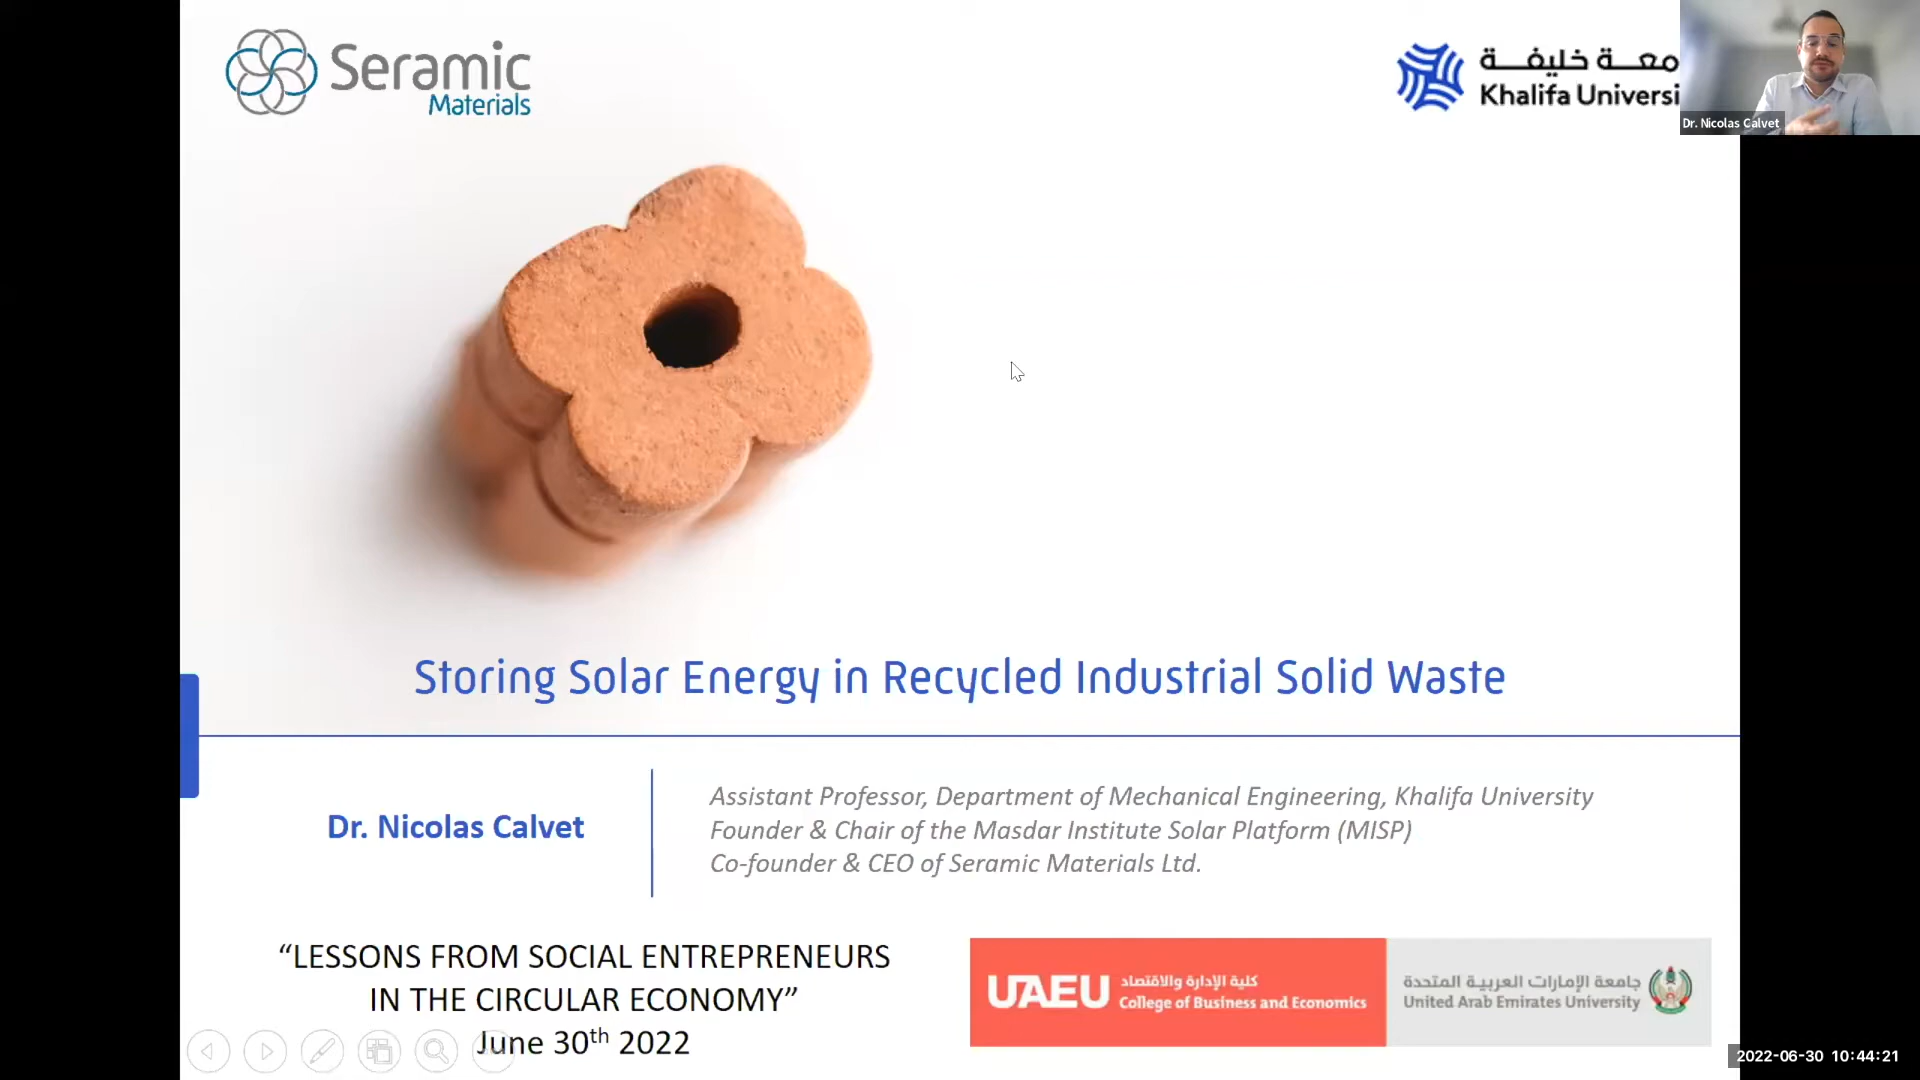 Seramic
Materials
معة خليفة
Khalifa Universi
Dr. Nicolas Calvet
Storing Solar Energy in Recycled Industrial Solid Waste
Dr. Nicolas Calvet
Assistant Professor, Department of Mechanical Engineering, Khalifa University
Founder & Chair of the Masdar Institute Solar Platform (MISP)
Co-founder & CEO of Seramic Materials Ltd.
“LESSONS FROM SOCIAL ENTREPRENEURS
IN THE CIRCULAR ECONOMY”
June 30th 2022
UAEU
كلية الإدارة والاقتصاد
College of Business and Economics
جامعة الإمارات العربية المتحدة
United Arab Emirates University
2022-06-30 10:44:21